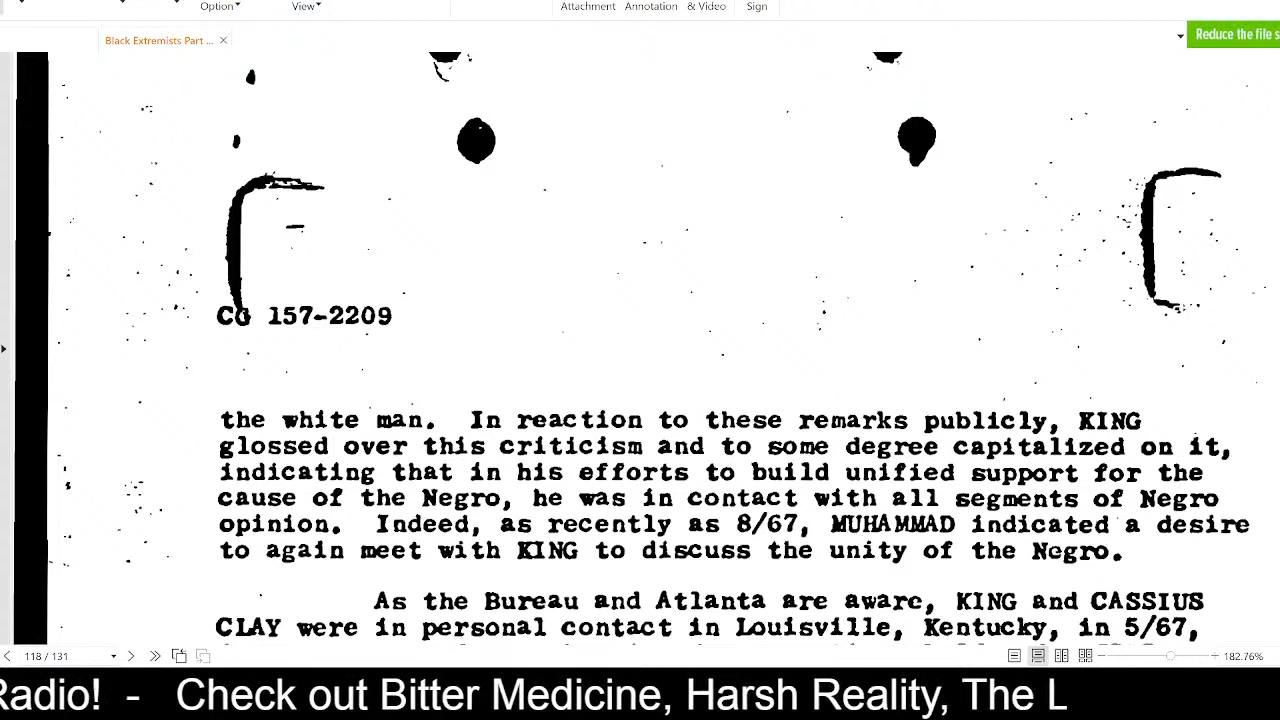 Option
View
Attachment Annotation & Video Sign
Black Extremists Part ...
Reduce the file s
CG 157-2209
the white man. In reaction to these remarks publicly, KING
glossed over this criticism and to some degree capitalized on it,
indicating that in his efforts to build unified support for the
cause of the Negro, he was in contact with all segments of Negro
opinion. Indeed, as recently as 8/67, MUHAMMAD indicated a desire
to again meet with KING to discuss the unity of the Negro.
As the Bureau and Atlanta are aware, KING and CASSIUS
CLAY were in personal contact in Louisville, Kentucky, in 5/67,
118 / 131
182.76%
Radio! - Check out Bitter Medicine, Harsh Reality, The L